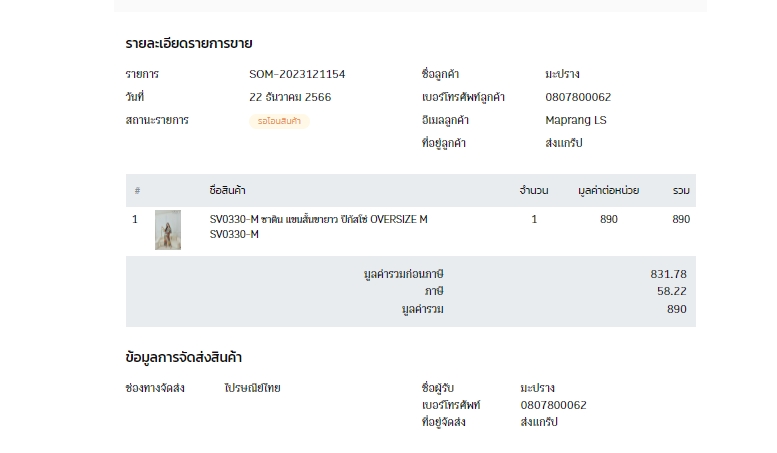 รายละเอียดรายการขาย
รายการ SOM-2023121154 ชื่อลูกค้า มะปราง
วันที่ 22 ธันวาคม 2566 เบอร์โทรศัพท์ลูกค้า 0807800062
สถานะรายการ รอโอนสินค้า อีเมลลูกค้า Maprang LS
ที่อยู่ลูกค้า ส่งแกร๊ป
# ชื่อสินค้า จำนวน มูลค่าต่อหน่วย รวม
1 SV0330-M ซาติน แขนสั้นขายาว ปิกัสโซ่ OVERSIZE M 1 890 890
SV0330-M
มูลค่ารวมก่อนภาษี 831.78
ภาษี 58.22
มูลค่ารวม 890
ข้อมูลการจัดส่งสินค้า
ช่องทางจัดส่ง ไปรษณีย์ไทย ชื่อผู้รับ มะปราง
เบอร์โทรศัพท์ 0807800062
ที่อยู่จัดส่ง ส่งแกร๊ป